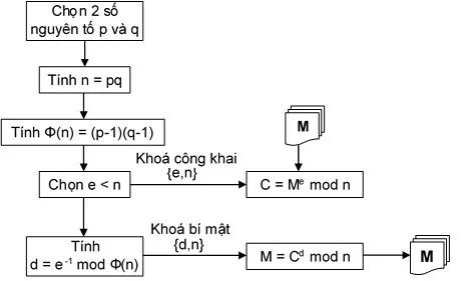 Chọn 2 số
nguyên tố p và q
Tính n = pq
Tính Φ(n) = (p-1)(q-1)
M
Khoá công khai
{e,n}
Chọn e < n
C = Mᵉ mod n
Khoá bí mật
{d,n}
Tính
d = e⁻¹ mod Φ(n)
M = Cᵈ mod n
M